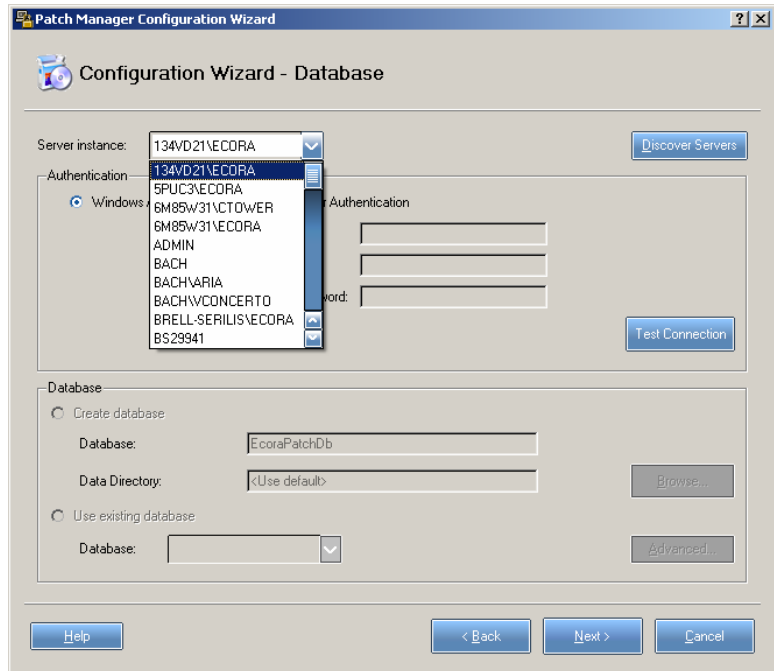 Patch Manager Configuration Wizard
Configuration Wizard - Database
Server instance: 134VD21\ECORA Discover Servers
134VD21\ECORA
5PUC3\ECORA
6M85W31\CTOWER
6M85W31\ECORA
ADMIN
BACH
BACH\ARIA
BACH\VCONCERTO
BRELL-SERILIS\ECORA
BS29941
Authentication
Windows Authentication
Test Connection
Database
Create database
Database: EcoraPatchDb
Data Directory: <Use default> Browse...
Use existing database
Database: Advanced...
Help < Back Next > Cancel